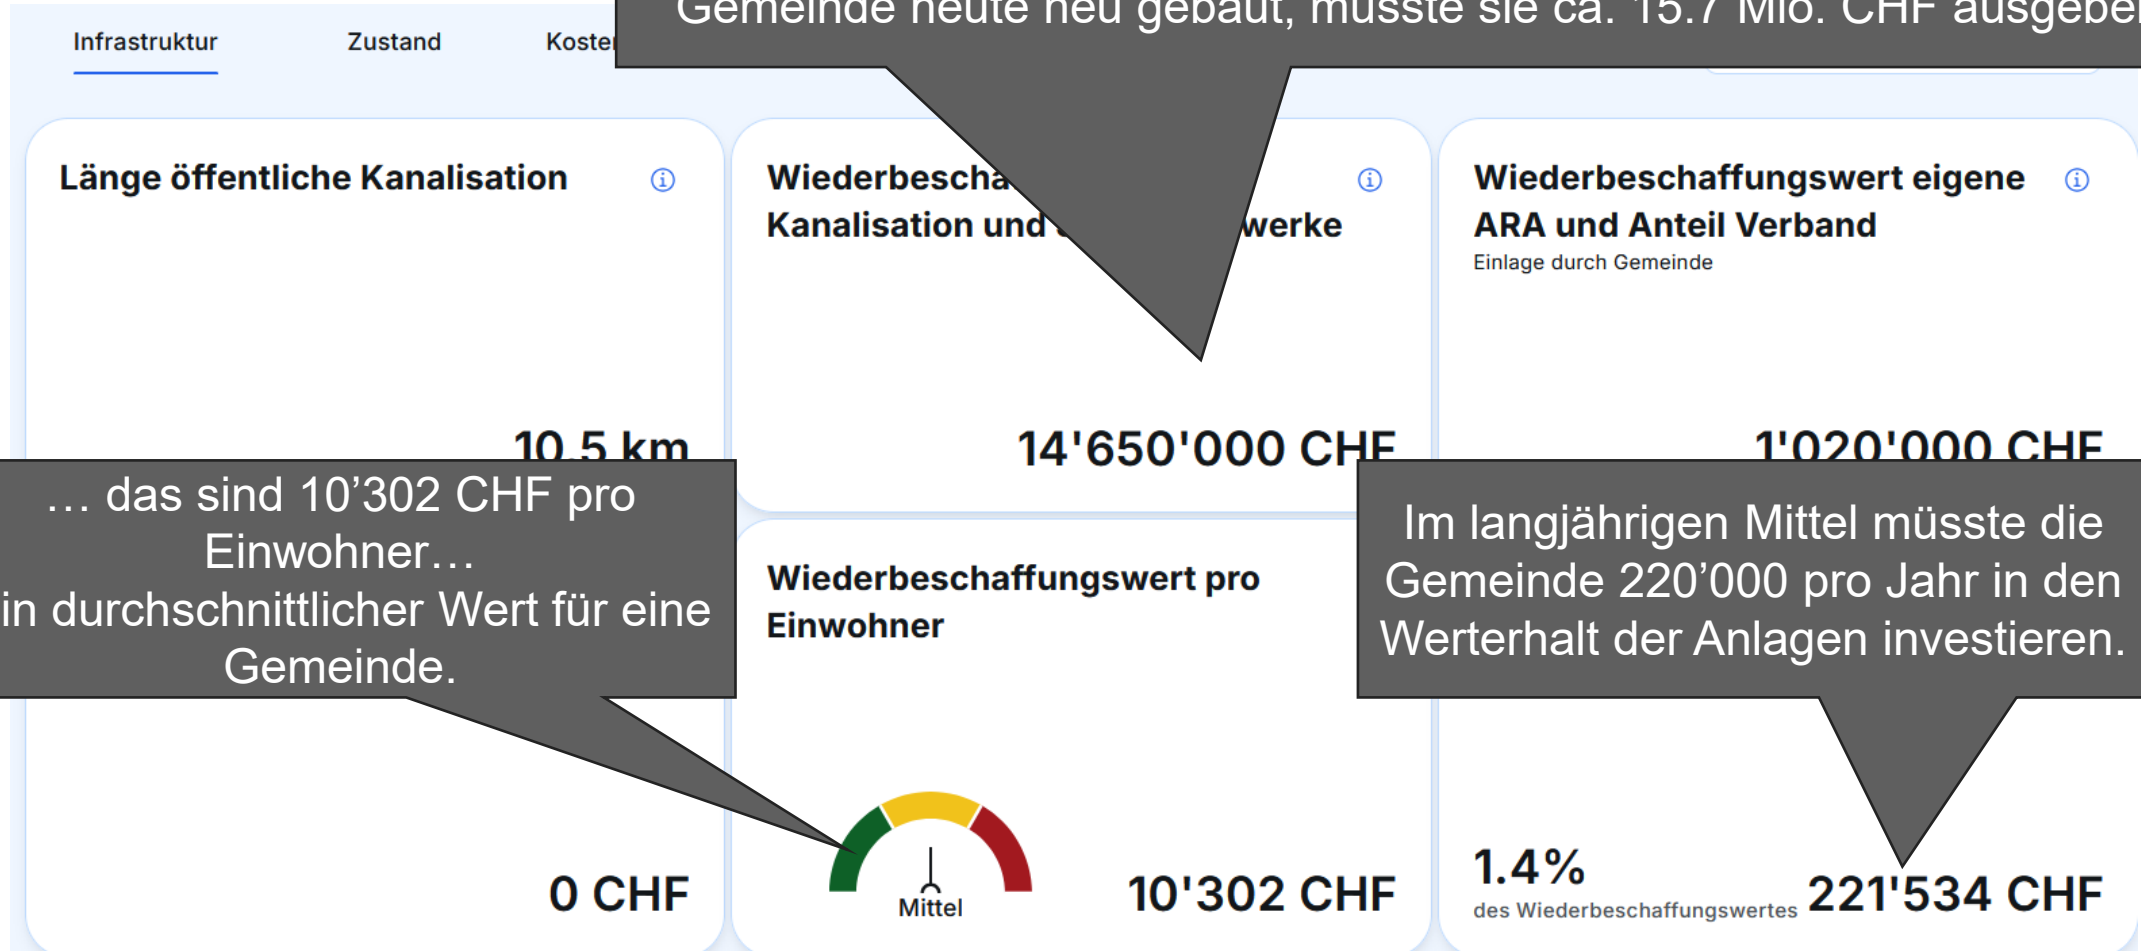 Gemeinde heute neu gebaut, müsste sie ca. 15.7 Mio. CHF ausgeben
Infrastruktur
Zustand
Länge öffentliche Kanalisation
10.5 km
Kanalisation und
werke
14'650'000 CHF
Wiederbeschaffungswert eigene
ARA und Anteil Verband
Einlage durch Gemeinde
1'020'000 CHF
… das sind 10’302 CHF pro
Einwohner…
in durchschnittlicher Wert für eine
Gemeinde.
0 CHF
Wiederbeschaffungswert pro
Einwohner
Mittel
10'302 CHF
Im langjährigen Mittel müsste die
Gemeinde 220’000 pro Jahr in den
Werterhalt der Anlagen investieren.
1.4%
des Wiederbeschaffungswertes
221'534 CHF